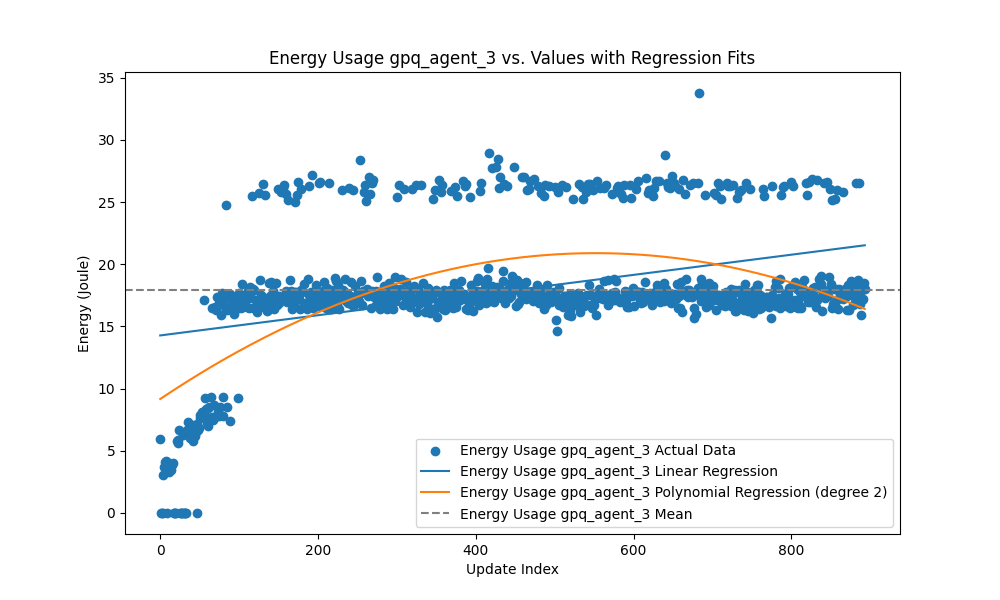 Energy Usage gpq_agent_3 vs. Values with Regression Fits
35
30
25
20
15
10
5
0
Energy (Joule)
Energy Usage gpq_agent_3 Actual Data
Energy Usage gpq_agent_3 Linear Regression
Energy Usage gpq_agent_3 Polynomial Regression (degree 2)
Energy Usage gpq_agent_3 Mean
0 200 400 600 800
Update Index